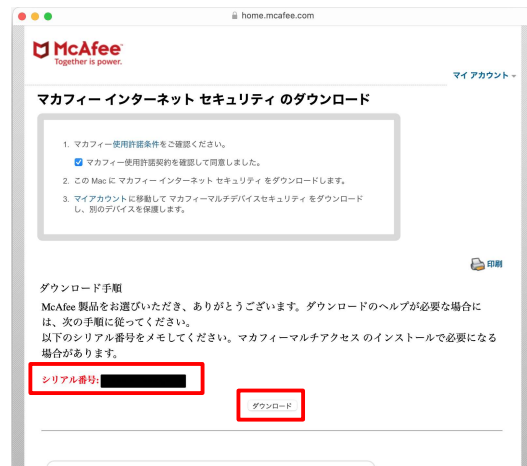 home.mcafee.com
McAfee
Together is power.
マイ アカウント
マカフィー インターネット セキュリティ のダウンロード
1. マカフィー使用許諾条件をご確認ください。
マカフィー使用許諾契約を確認して同意しました。
2. この Mac に マカフィー インターネット セキュリティ をダウンロードします。
3. マイアカウントに移動して マカフィーマルチデバイスセキュリティ をダウンロード
し、別のデバイスを保護します。
印刷
ダウンロード手順
McAfee 製品をお選びいただき、ありがとうございます。ダウンロードのヘルプが必要な場合に
は、次の手順に従ってください。
以下のシリアル番号をメモしてください。マカフィーマルチアクセス のインストールで必要になる
場合があります。
シリアル番号:
ダウンロード